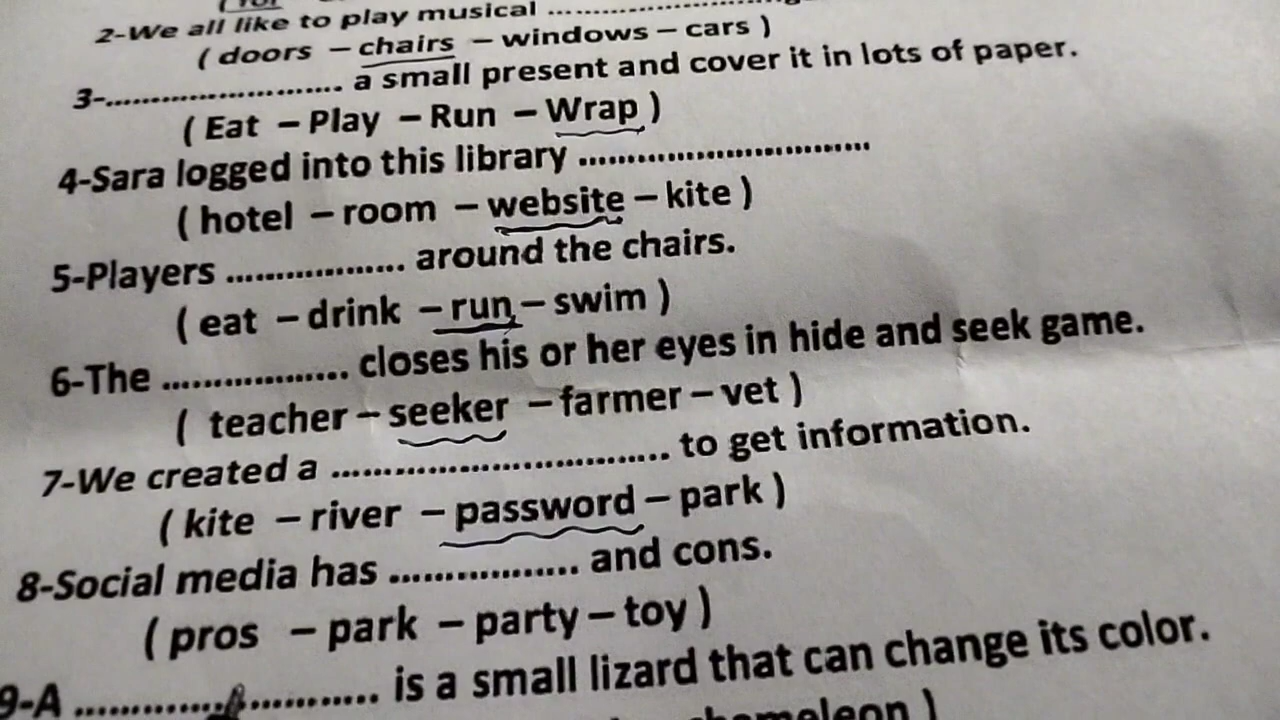 2-We all like to play musical ........................
( doors – chairs – windows – cars )
3-........................... a small present and cover it in lots of paper.
( Eat – Play – Run – Wrap )
4-Sara logged into this library .................................
( hotel – room – website – kite )
5-Players ................... around the chairs.
( eat – drink – run – swim )
6-The ................... closes his or her eyes in hide and seek game.
( teacher – seeker – farmer – vet )
7-We created a .................................... to get information.
( kite – river – password – park )
8-Social media has ................... and cons.
( pros – park – party – toy )
9-A ............................... is a small lizard that can change its color.
chameleon )